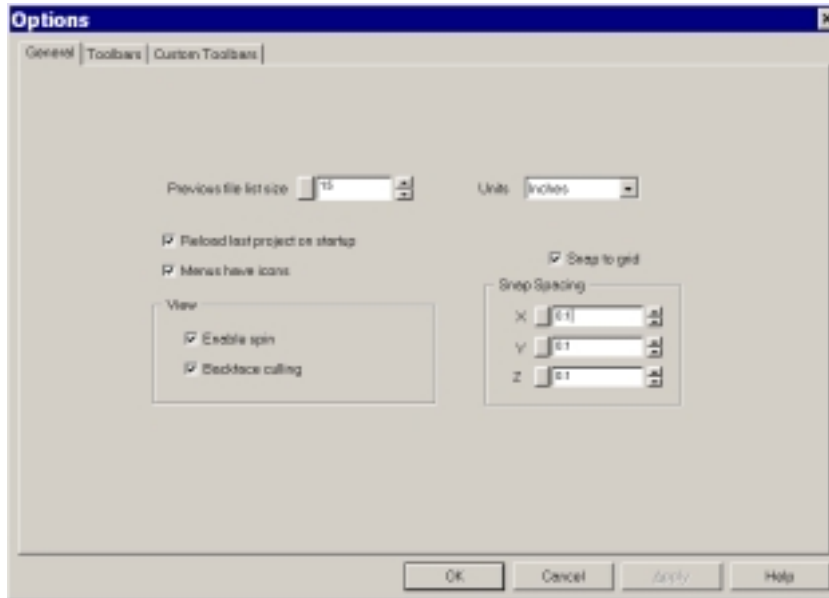 Options
General Toolbars Custom Toolbars
Previous file list size 15 Units Inches
Reload last project on startup
Snap to grid
Menus have icons
Snap Spacing
View
X 0.1
Enable spin
Y 0.1
Backface culling
Z 0.1
OK Cancel Apply Help